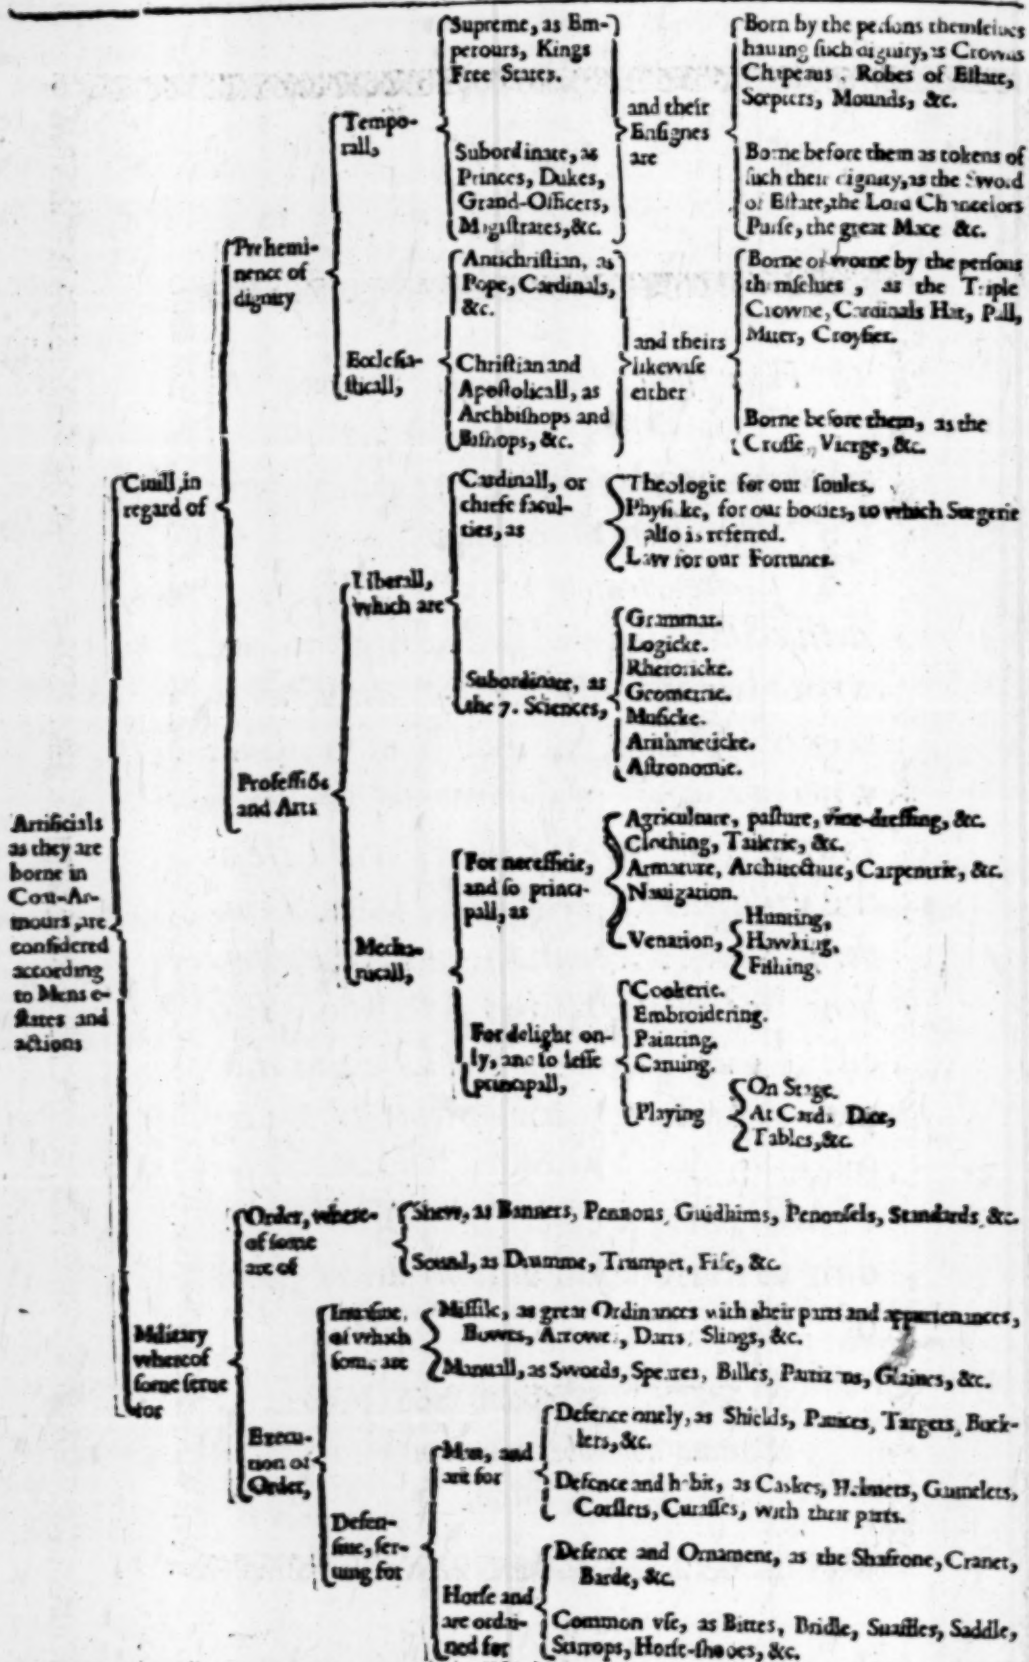 Supreme, as Em-
perours, Kings
Free States.
Subordinate, as
Princes, Dukes,
Grand-Officers,
Magistrates, &c.
and their
Ensignes
are
Born by the persons themselues
hauing such dignity, as Crowns
Chapeaus, Robes of Estate,
Scepters, Mounds, &c.
Borne before them as tokens of
such their dignity, as the Sword
of Estate, the Lord Chancelors
Purse, the great Mace &c.
Tempo-
rall,
Prehemi-
nence of
dignity
Antichristian, as
Pope, Cardinals,
&c.
Christian and
Apostolicall, as
Archbishops and
Bishops, &c.
and theirs
likewise
either
Borne or worne by the persons
themselues, as the Triple
Crowne, Cardinals Hat, Pall,
Miter, Croysier.
Borne before them, as the
Crosse, Vierge, &c.
Ecclesia-
sticall,
Ciuill, in
regard of
Cardinall, or
chiefe facul-
ties, as
Theologie for our soules.
Physicke, for our bodies, to which Surgerie
also is referred.
Law for our Fortunes.
Liberall,
which are
Subordinate, as
the 7. Sciences,
Grammar.
Logicke.
Rhetoricke.
Geometrie.
Musicke.
Arithmeticke.
Astronomie.
Professiōs
and Arts
For necessitie,
and so princi-
pall, as
Agriculture, pasture, vine-dressing, &c.
Clothing, Tailerie, &c.
Armature, Architecture, Carpentrie, &c.
Nauigation.
Venation,
Hunting,
Hawking,
Fishing.
Mecha-
nicall,
For delight on-
ly, and so lesse
principall,
Cookerie.
Embroidering.
Painting.
Caruing.
Playing
On Stage.
At Cards Dice,
Tables, &c.
Artificials
as they are
borne in
Cote-Ar-
mours, are
considered
according
to Mens e-
states and
actions
Order, where-
of some
are of
Shew, as Banners, Pennons, Guidhims, Penonsels, Standards, &c.
Sound, as Drumme, Trumpet, Fife, &c.
Military
whereof
some serue
for
Inuasiue,
of which
some are
Missile, as great Ordinances with their parts and appurtenances,
Bowes, Arrowes, Darts, Slings, &c.
Manuall, as Swords, Speares, Billes, Partizans, Glaiues, &c.
Execu-
tion of
Order,
Defen-
siue, ser-
uing for
Man, and
are for
Defence onely, as Shields, Pauices, Targets, Buck-
lers, &c.
Defence and habit, as Caskes, Helmets, Gauntlets,
Corslets, Curasses, with their parts.
Horse and
are ordai-
ned for
Defence and Ornament, as the Shafrone, Cranet,
Barde, &c.
Common vse, as Bittes, Bridle, Snaffles, Saddle,
Stirrops, Horse-shooes, &c.